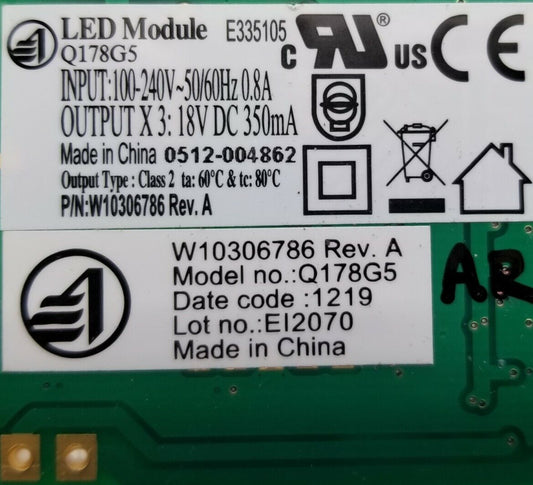 LED Module E335105
Q178G5
C RU US CE
INPUT:100-240V~50/60Hz 0.8A
OUTPUT X 3: 18V DC 350mA
Made in China 0512-004862
Output Type : Class 2 ta: 60°C & tc: 80°C
P/N:W10306786 Rev. A
W10306786 Rev. A
Model no.:Q178G5
Date code :1219
Lot no.:EI2070
Made in China
AR